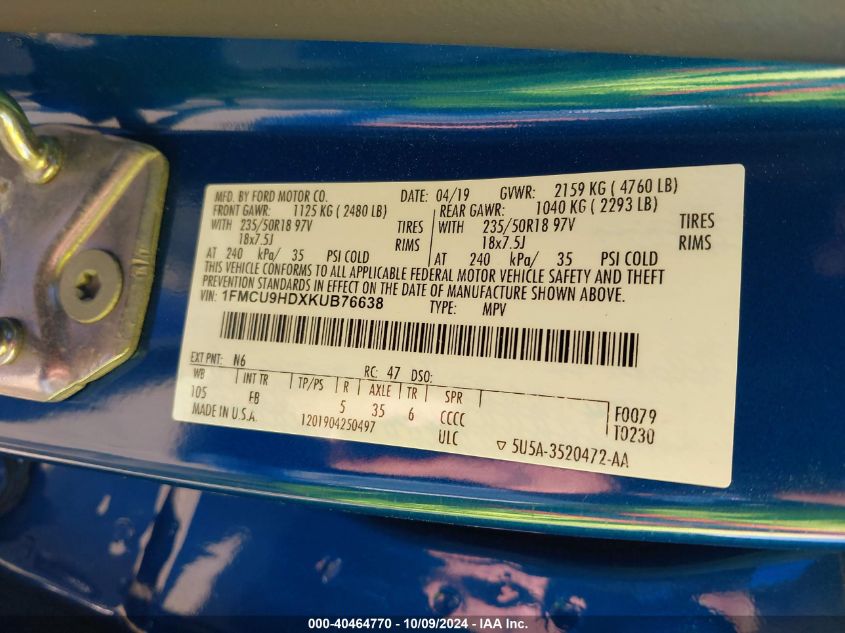 MFD. BY FORD MOTOR CO. DATE: 04/19 GVWR: 2159 KG ( 4760 LB)
FRONT GAWR: 1125 KG ( 2480 LB) REAR GAWR: 1040 KG ( 2293 LB)
WITH 235/50R18 97V TIRES WITH 235/50R18 97V TIRES
18x7.5J RIMS 18x7.5J RIMS
AT 240 kPa/ 35 PSI COLD AT 240 kPa/ 35 PSI COLD
THIS VEHICLE CONFORMS TO ALL APPLICABLE FEDERAL MOTOR VEHICLE SAFETY AND THEFT
PREVENTION STANDARDS IN EFFECT ON THE DATE OF MANUFACTURE SHOWN ABOVE.
VIN: 1FMCU9HDXKUB76638 TYPE: MPV
EXT PNT: N6 RC: 47 DSO:
WB INT TR TP/PS R AXLE TR SPR
105 FB 5 35 6 CCCC F0079
MADE IN U.S.A. 1201904250497 ULC T0230
▽ 5U5A-3520472-AA
000-40464770 - 10/09/2024 - IAA Inc.